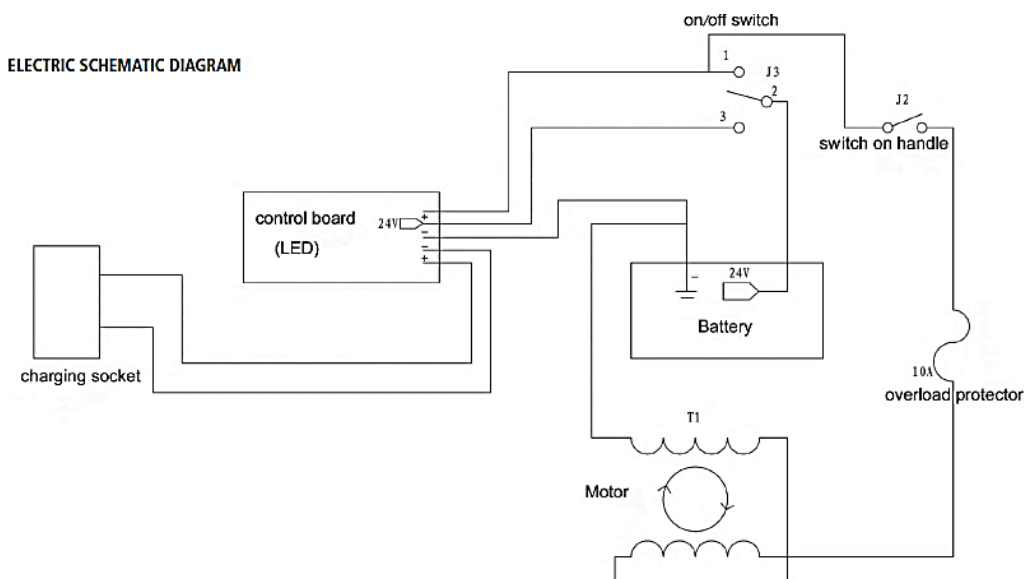 on/off switch
ELECTRIC SCHEMATIC DIAGRAM
1
J3
2
J2
3
switch on handle
control board
24V
+
-
(LED)
-
+
24V
-
Battery
charging socket
10A
overload protector
T1
Motor